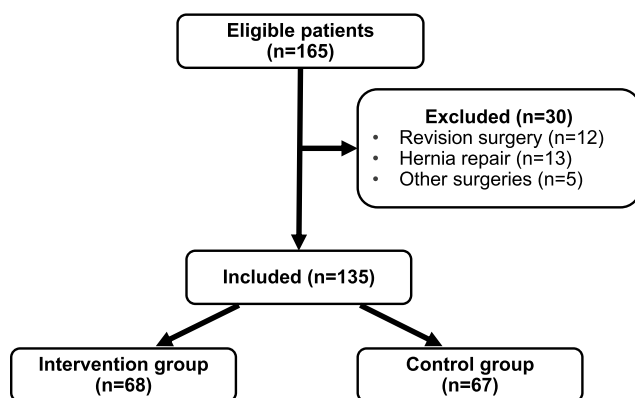 Eligible patients
(n=165)
Excluded (n=30)
• Revision surgery (n=12)
• Hernia repair (n=13)
• Other surgeries (n=5)
Included (n=135)
Intervention group
(n=68)
Control group
(n=67)